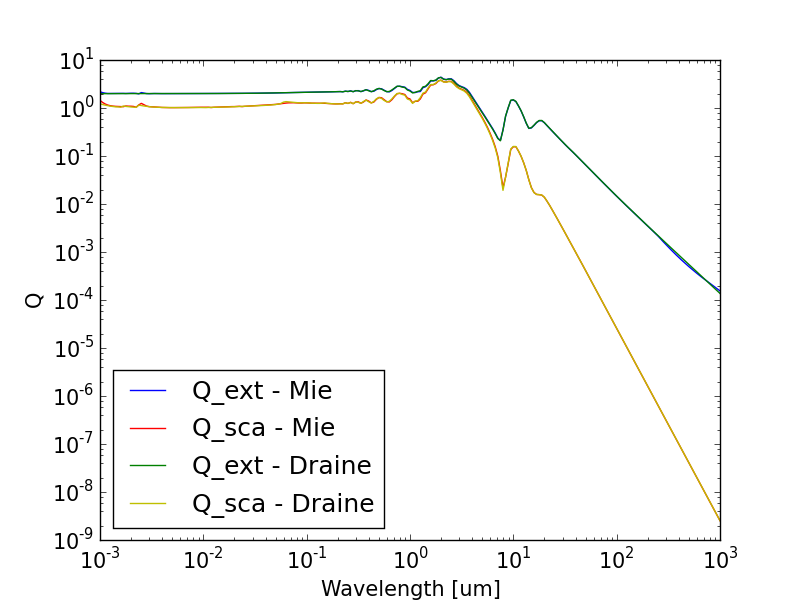 10^1
10^0
10^-1
10^-2
10^-3
10^-4
10^-5
10^-6
10^-7
10^-8
10^-9
Q
Q_ext - Mie
Q_sca - Mie
Q_ext - Draine
Q_sca - Draine
10^-3 10^-2 10^-1 10^0 10^1 10^2 10^3
Wavelength [um]